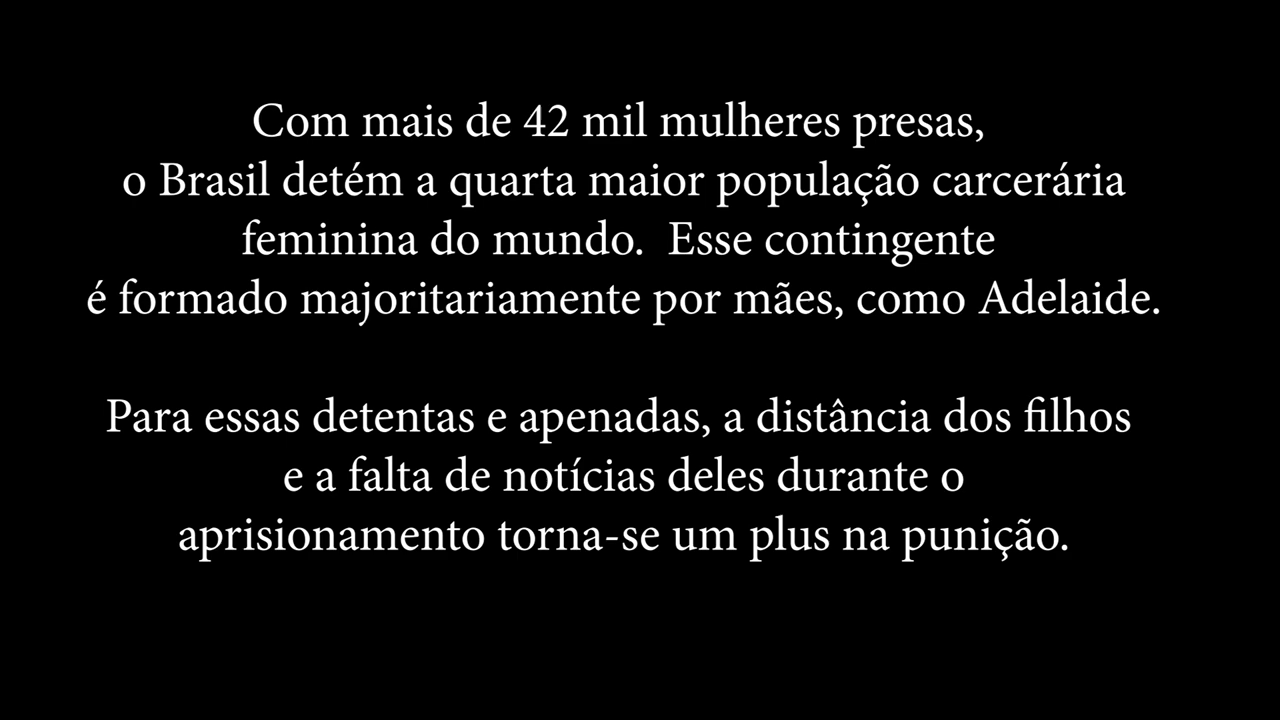 Com mais de 42 mil mulheres presas,
o Brasil detém a quarta maior população carcerária
feminina do mundo.  Esse contingente
é formado majoritariamente por mães, como Adelaide.
Para essas detentas e apenadas, a distância dos filhos
e a falta de notícias deles durante o
aprisionamento torna-se um plus na punição.